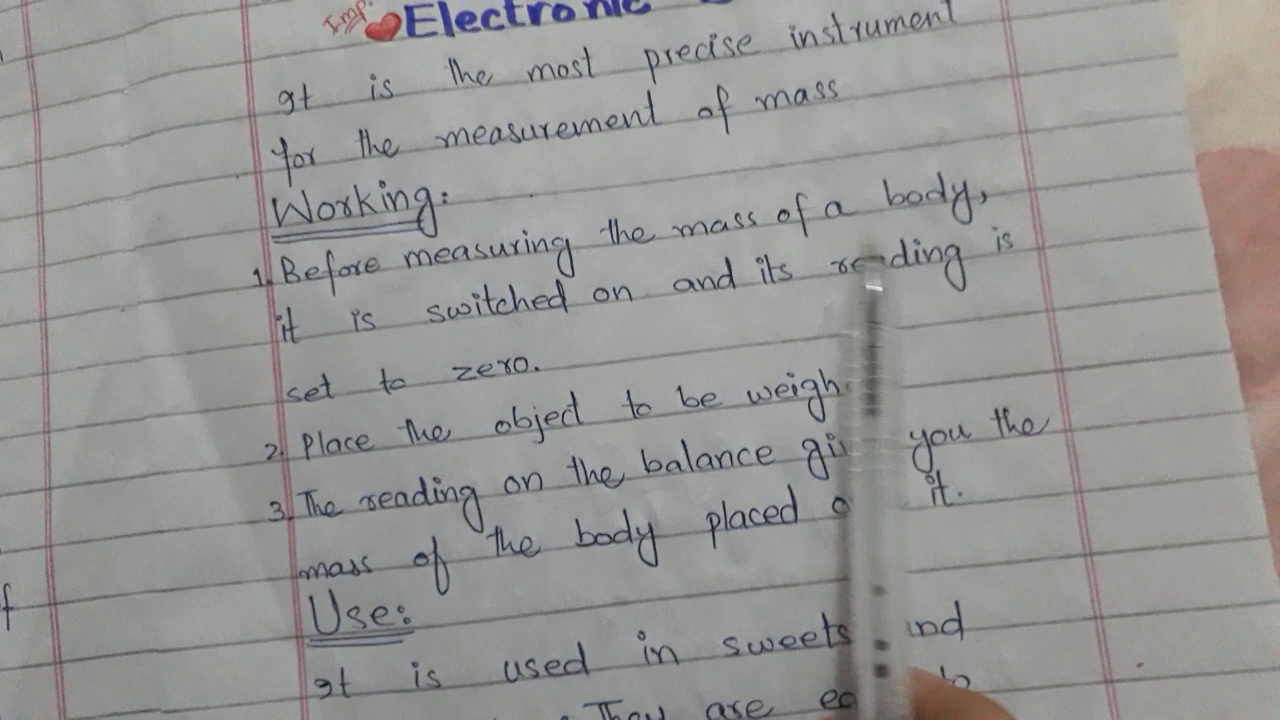 Imp. Electronic
It is the most precise instrument
for the measurement of mass
Working:
1. Before measuring the mass of a body,
it is switched on and its reading is
set to zero.
2. Place the object to be
3. The reading on the balance you the
mass of the body placed it.
Use:
It is used in sweets
They are